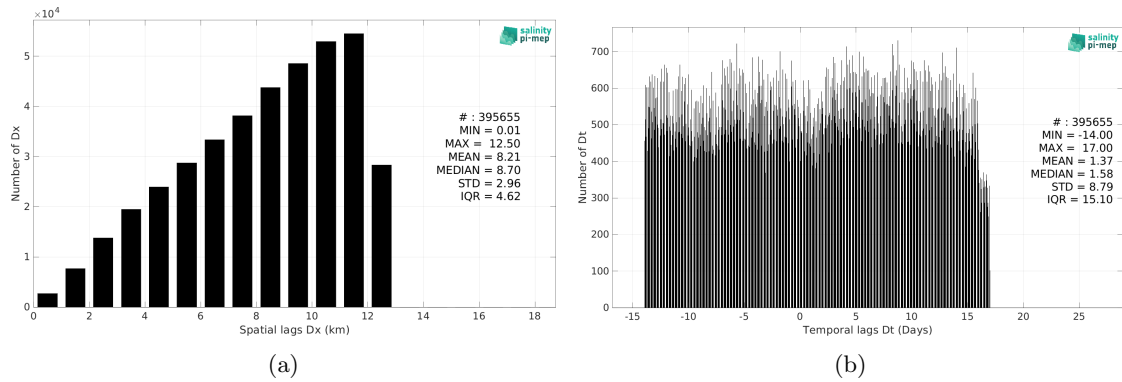 ×10⁴
5
4
3
2
1
0
Number of Dx
0 2 4 6 8 10 12 14 16 18
Spatial lags Dx (km)
salinity
pi-mep
# : 395655
MIN = 0.01
MAX = 12.50
MEAN = 8.21
MEDIAN = 8.70
STD = 2.96
IQR = 4.62
(a)
700
600
500
400
300
200
100
0
Number of Dt
-15 -10 -5 0 5 10 15 20 25
Temporal lags Dt (Days)
salinity
pi-mep
# : 395655
MIN = -14.00
MAX = 17.00
MEAN = 1.37
MEDIAN = 1.58
STD = 8.79
IQR = 15.10
(b)